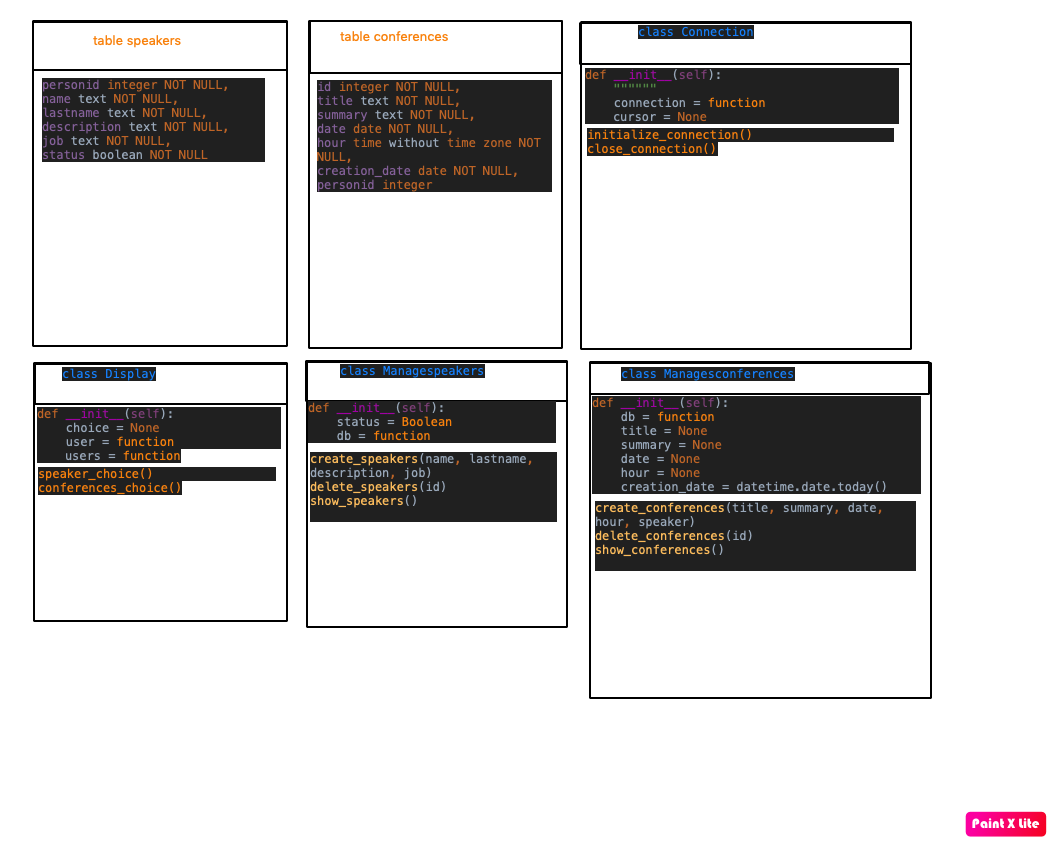 table speakers
personid integer NOT NULL,
name text NOT NULL,
lastname text NOT NULL,
description text NOT NULL,
job text NOT NULL,
status boolean NOT NULL
table conferences
id integer NOT NULL,
title text NOT NULL,
summary text NOT NULL,
date date NOT NULL,
hour time without time zone NOT
NULL,
creation_date date NOT NULL,
personid integer
class Connection
def __init__(self):
""""""
connection = function
cursor = None
initialize_connection()
close_connection()
class Display
def __init__(self):
choice = None
user = function
users = function
speaker_choice()
conferences_choice()
class Managespeakers
def __init__(self):
status = Boolean
db = function
create_speakers(name, lastname,
description, job)
delete_speakers(id)
show_speakers()
class Managesconferences
def __init__(self):
db = function
title = None
summary = None
date = None
hour = None
creation_date = datetime.date.today()
create_conferences(title, summary, date,
hour, speaker)
delete_conferences(id)
show_conferences()
Paint X Lite